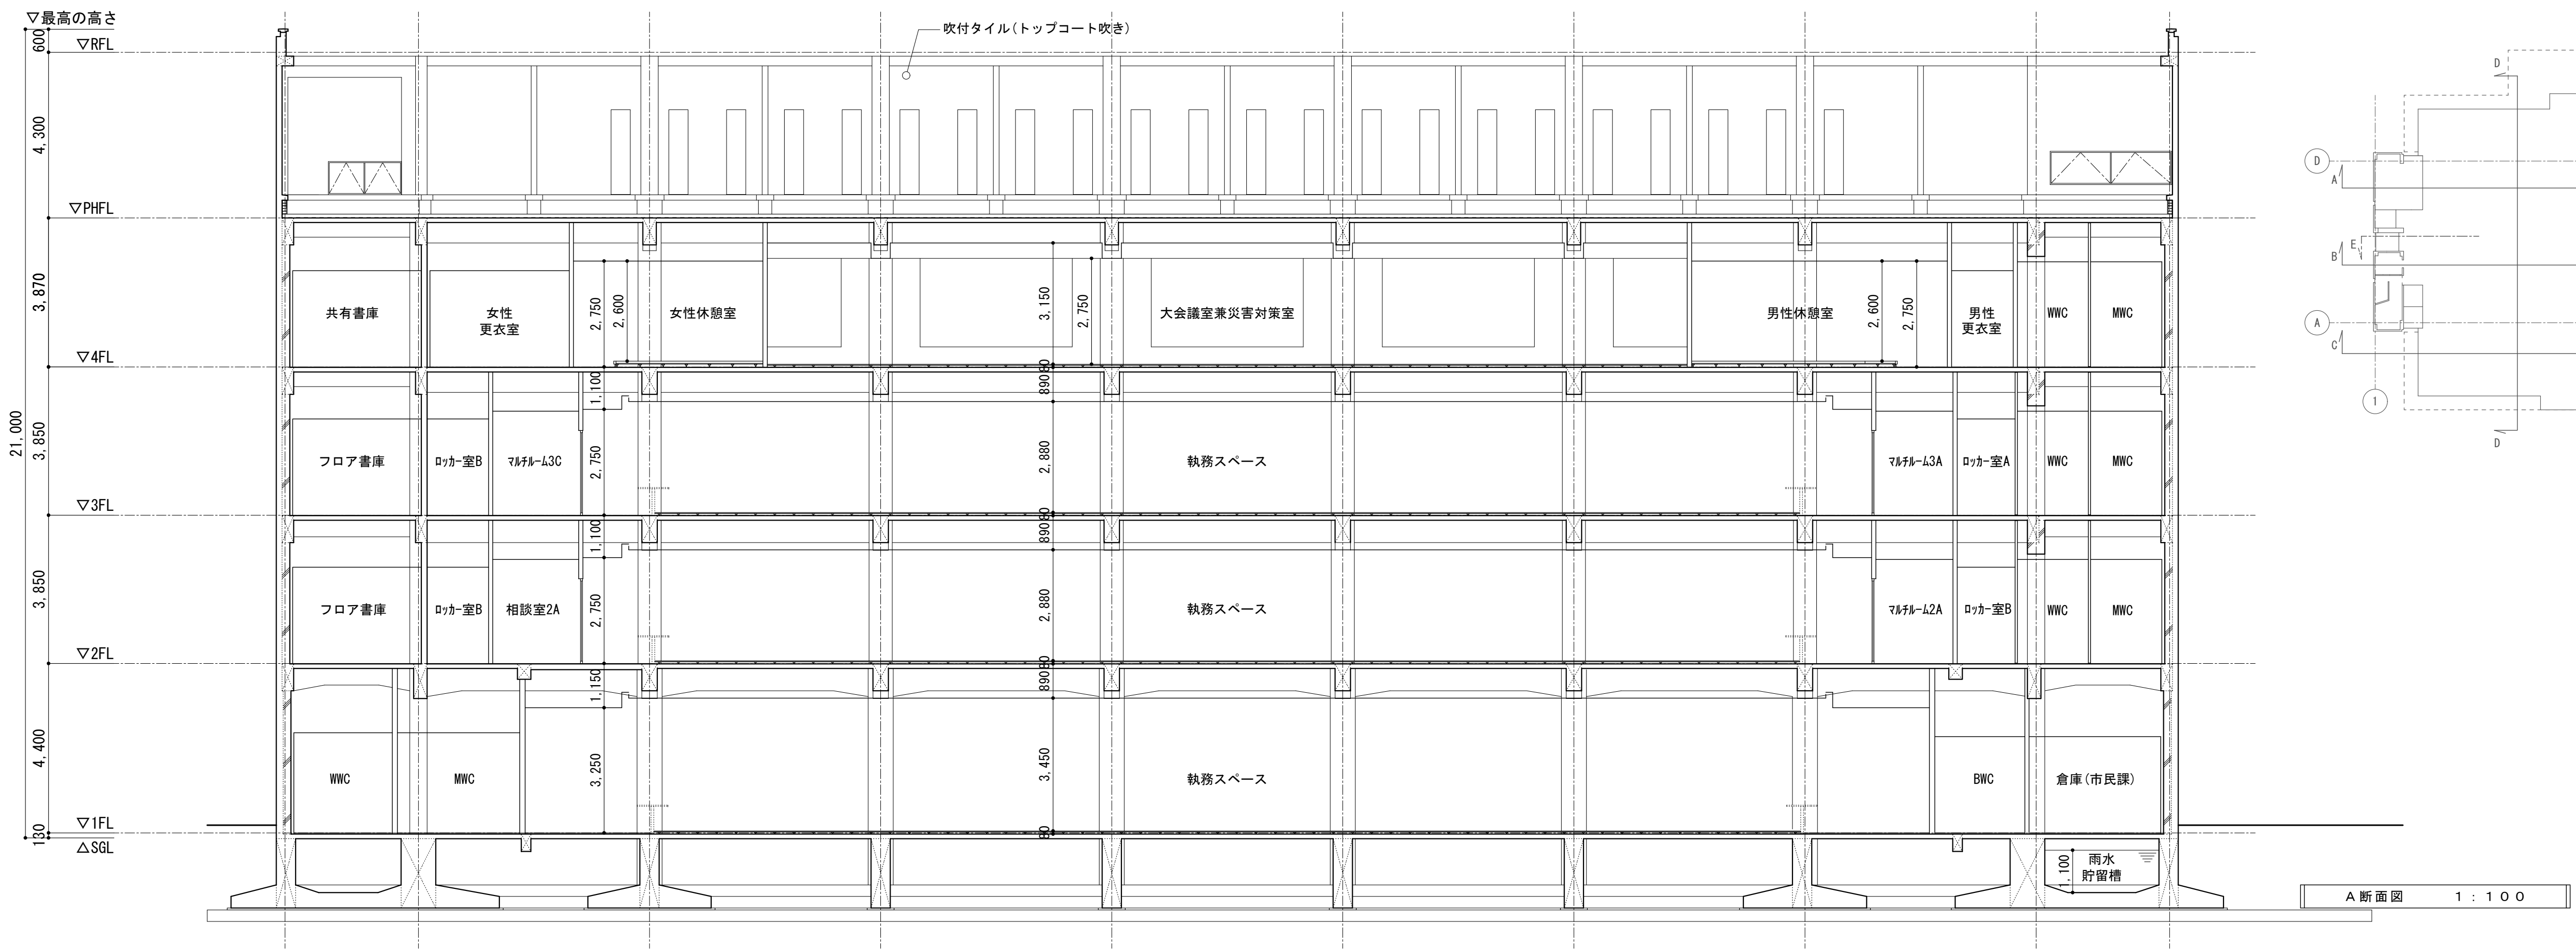 ▽最高の高さ
600
▽RFL
吹付タイル(トップコート吹き)
4,300
▽PHFL
3,870
共有書庫
女性
更衣室
2,750
2,600
女性休憩室
3,150
2,750
大会議室兼災害対策室
男性休憩室
2,600
2,750
男性
更衣室
WWC
MWC
▽4FL
80
890
1,100
21,000
3,850
フロア書庫
ロッカー室B
マルチルーム3C
2,750
2,880
執務スペース
マルチルーム3A
ロッカー室A
WWC
MWC
▽3FL
80
890
1,100
3,850
フロア書庫
ロッカー室B
相談室2A
2,750
2,880
執務スペース
マルチルーム2A
ロッカー室B
WWC
MWC
▽2FL
80
890
1,150
4,400
WWC
MWC
3,250
3,450
執務スペース
BWC
倉庫(市民課)
▽1FL
80
130
△SGL
1,100
雨水
貯留槽
D
D
A
B
E
A
C
1
D
A断面図 1:100